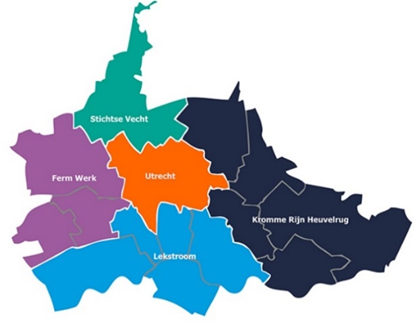 Stichtse Vecht
Ferm Werk
Utrecht
Kromme Rijn Heuvelrug
Lekstroom